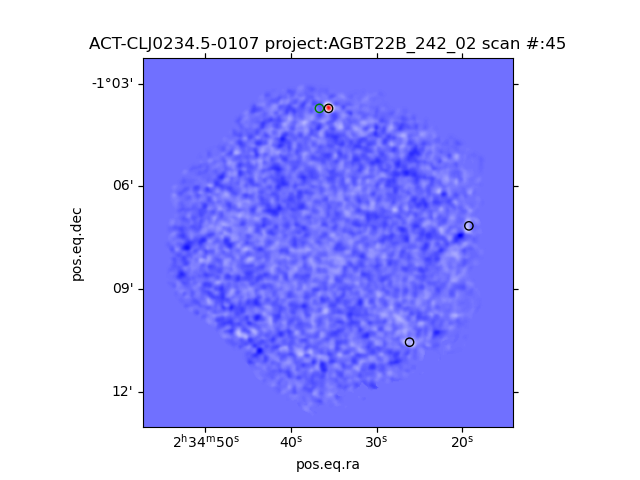 ACT-CLJ0234.5-0107 project:AGBT22B_242_02 scan #:45
-1°03'
06'
09'
12'
pos.eq.dec
2ʰ34ᵐ50ˢ 40ˢ 30ˢ 20ˢ
pos.eq.ra